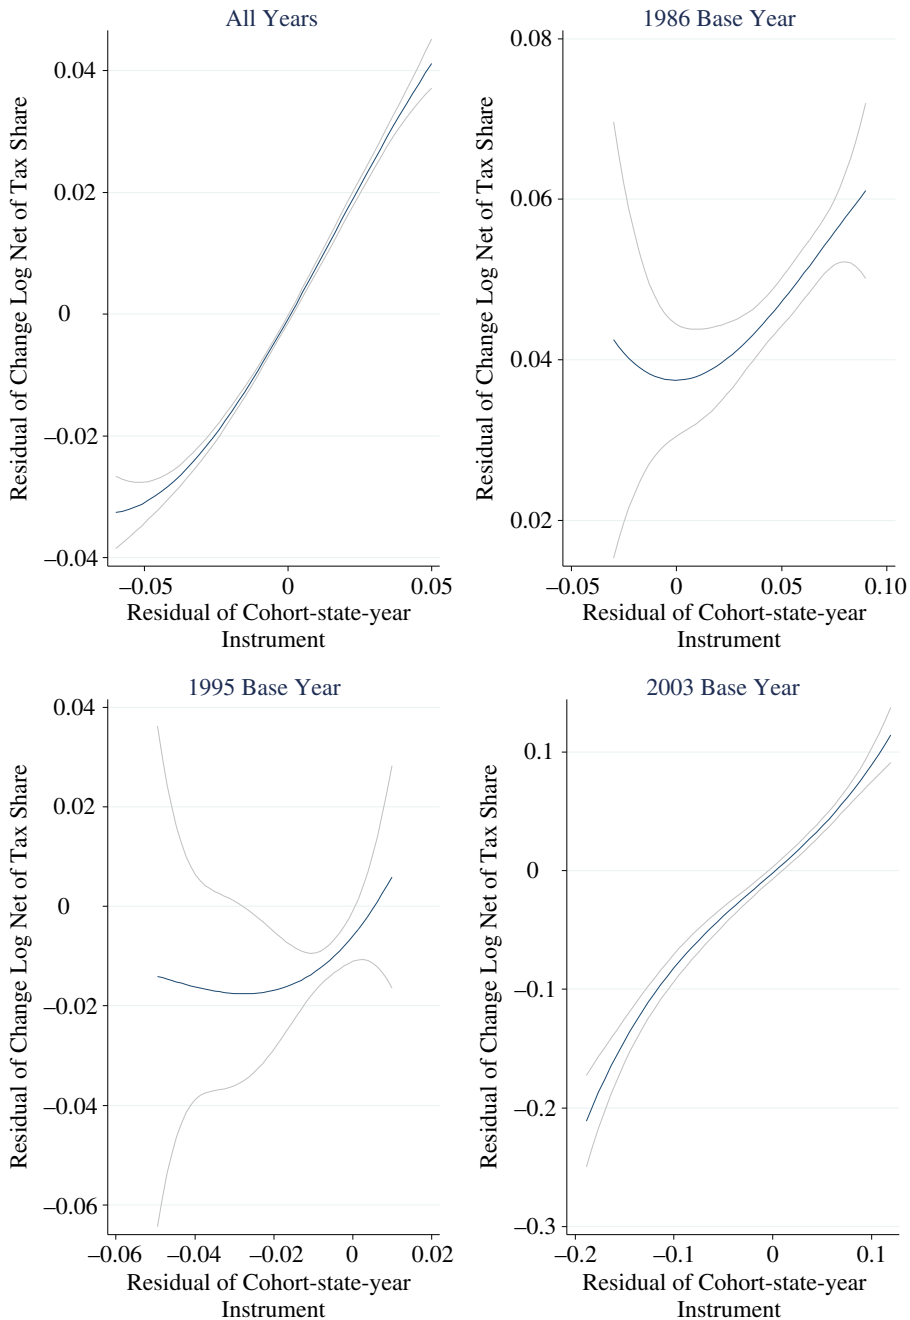 All Years
Residual of Change Log Net of Tax Share
0.04
0.02
0
–0.02
–0.04
–0.05
0
0.05
Residual of Cohort-state-year
Instrument
1986 Base Year
Residual of Change Log Net of Tax Share
0.08
0.06
0.04
0.02
–0.05
0
0.05
0.10
Residual of Cohort-state-year
Instrument
1995 Base Year
Residual of Change Log Net of Tax Share
0.04
0.02
0
–0.02
–0.04
–0.06
–0.06
–0.04
–0.02
0
0.02
Residual of Cohort-state-year
Instrument
2003 Base Year
Residual of Change Log Net of Tax Share
0.1
0
–0.1
–0.2
–0.3
–0.2
–0.1
0
0.1
Residual of Cohort-state-year
Instrument